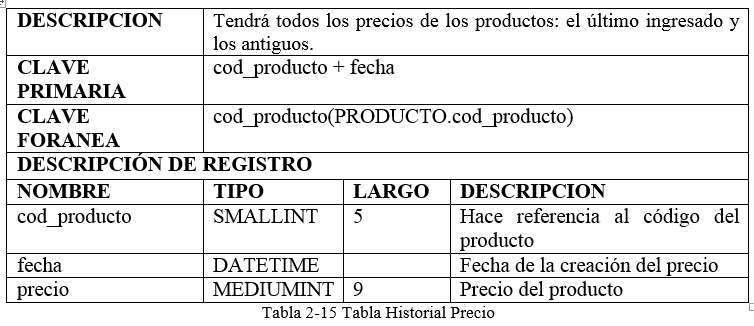 DESCRIPCION Tendrá todos los precios de los productos: el último ingresado y
los antiguos.
CLAVE PRIMARIA cod_producto + fecha
CLAVE FORANEA cod_producto(PRODUCTO.cod_producto)
DESCRIPCIÓN DE REGISTRO
NOMBRE TIPO LARGO DESCRIPCION
cod_producto SMALLINT 5 Hace referencia al código del
producto
fecha DATETIME Fecha de la creación del precio
precio MEDIUMINT 9 Precio del producto
Tabla 2-15 Tabla Historial Precio